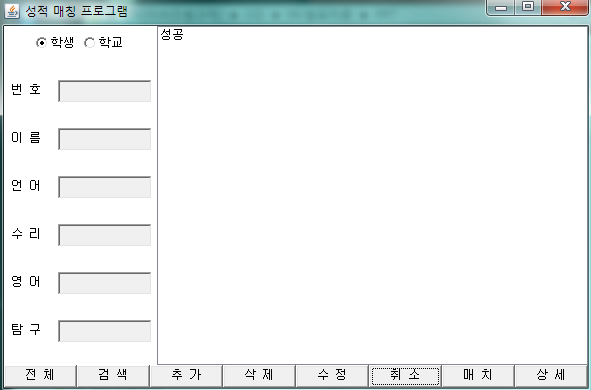 성적 매칭 프로그램
학생 학교
성공
번 호
이 름
언 어
수 리
영 어
탐 구
전 체 검 색 추 가 삭 제 수 정 취 소 매 치 상 세